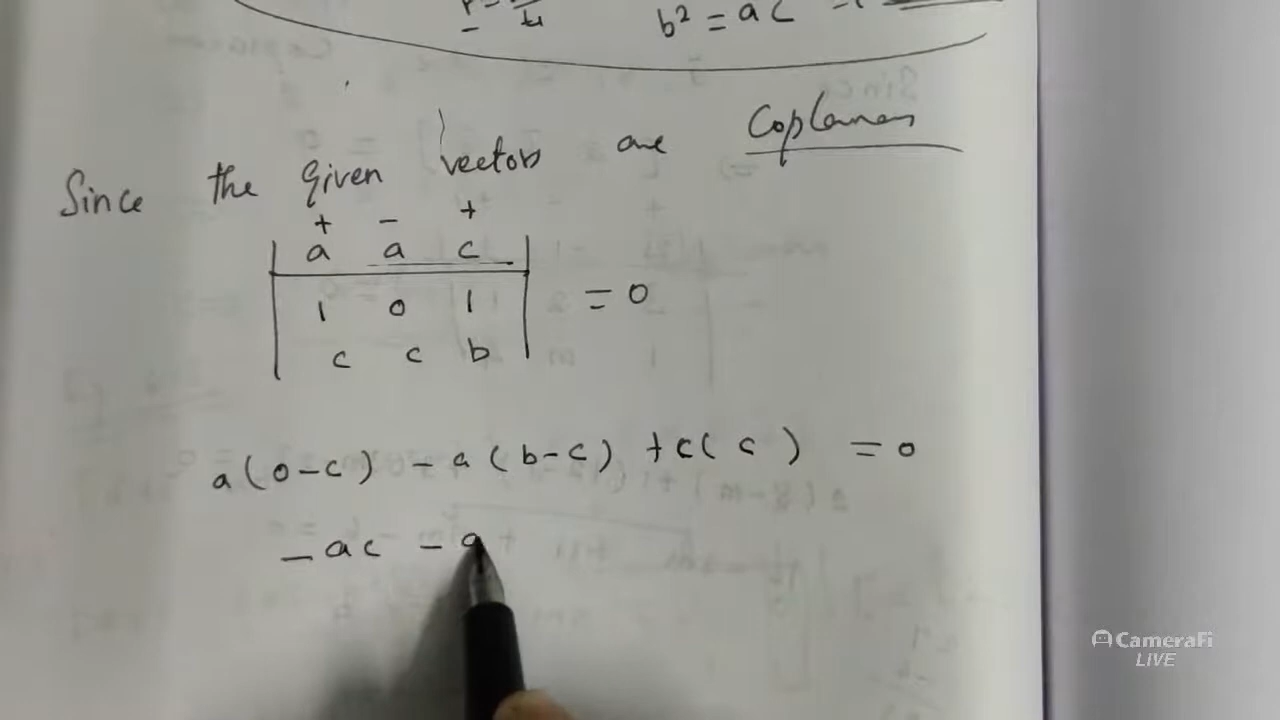 b² = ac
Since the given vectors are Coplanar
+ − +
a a c
1 0 1 = 0
c c b
a(0-c) - a(b-c) + c(c) = 0
- ac - a
CameraFi
LIVE